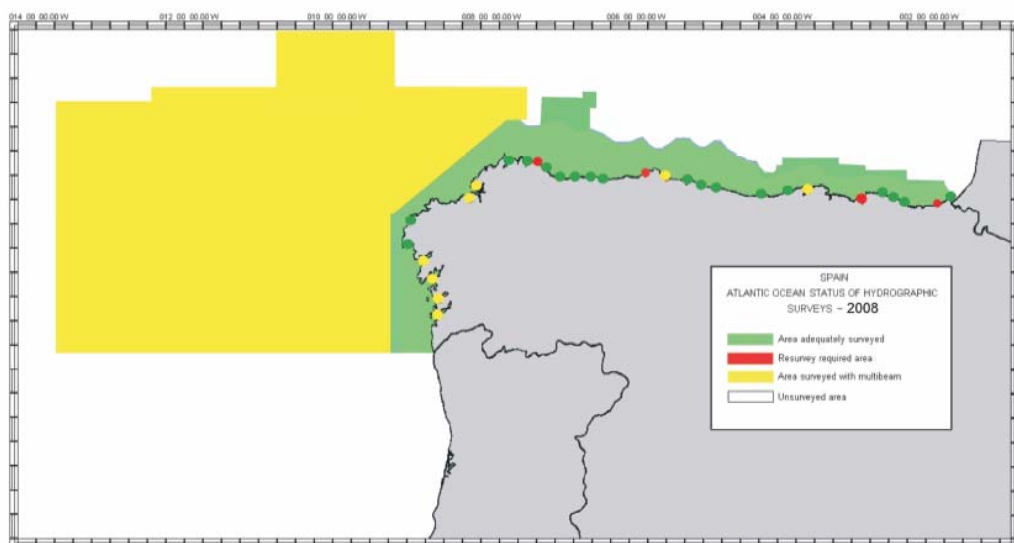 014 00 00.00 W 012 00 00.00 W 010 00 00.00 W 008 00 00.00 W 006 00 00.00 W 004 00 00.00 W 002 00 00.00 W
SPAIN
ATLANTIC OCEAN STATUS OF HYDROGRAPHIC
SURVEYS - 2008
Area adequately surveyed
Resurvey required area
Area surveyed with multibeam
Unsurveyed area